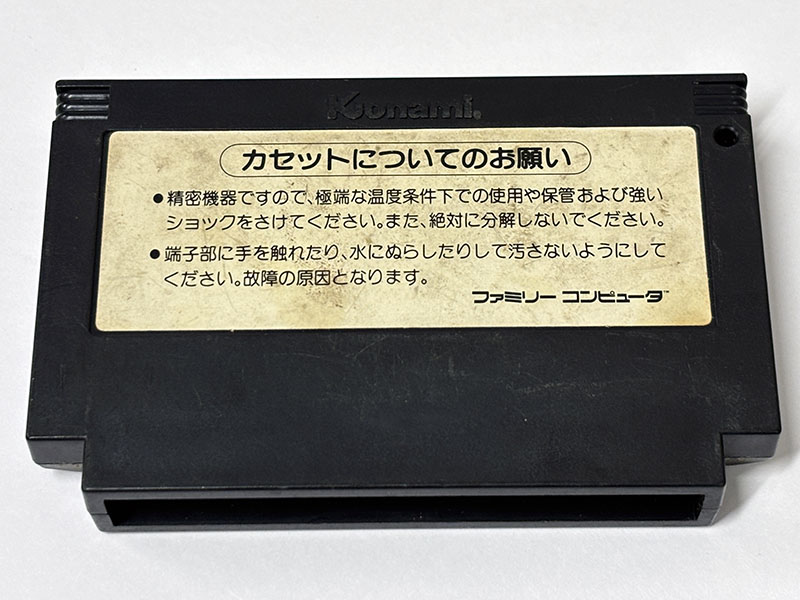 Konami®
カセットについてのお願い
●精密機器ですので、極端な温度条件下での使用や保管および強い
ショックをさけてください。また、絶対に分解しないでください。
●端子部に手を触れたり、水にぬらしたりして汚さないようにして
ください。故障の原因となります。
ファミリー コンピュータ™